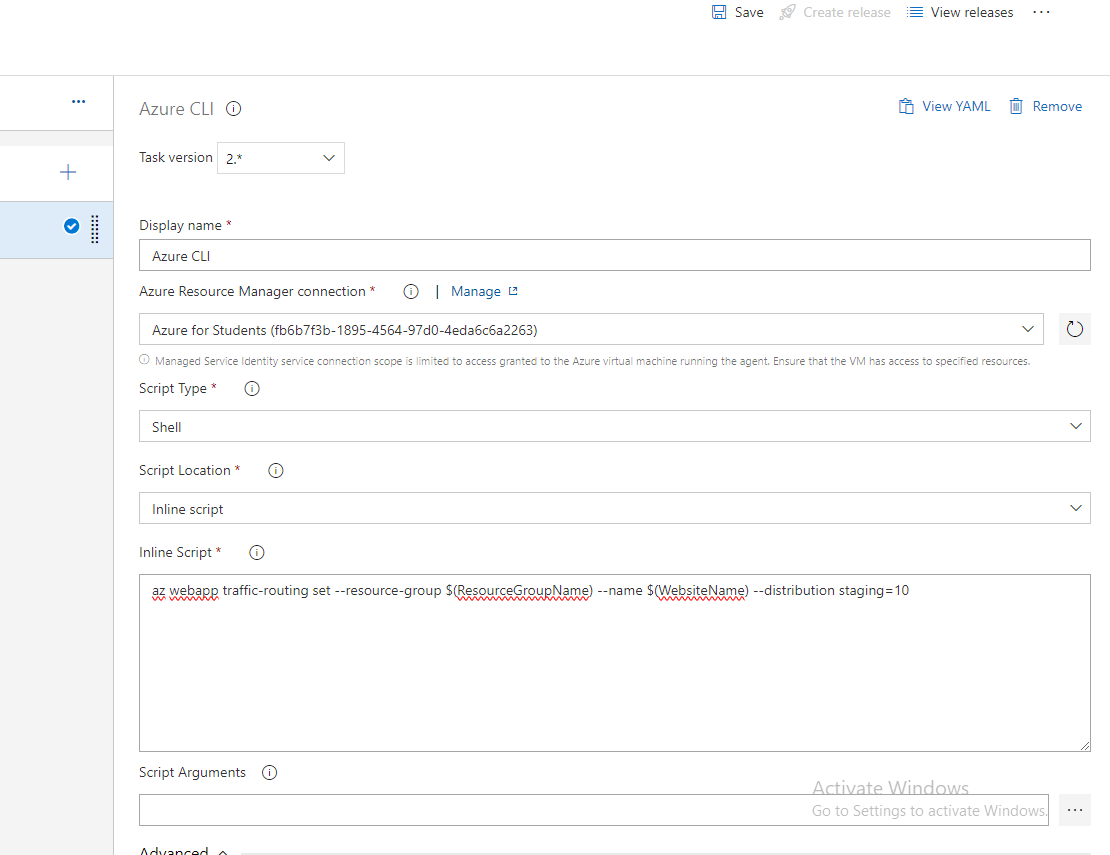 Save Create release View releases ...
...
Azure CLI View YAML Remove
Task version 2.*
Display name *
Azure CLI
Azure Resource Manager connection * | Manage
Azure for Students (fb6b7f3b-1895-4564-97d0-4eda6c6a2263)
Managed Service Identity service connection scope is limited to access granted to the Azure virtual machine running the agent. Ensure that the VM has access to specified resources.
Script Type *
Shell
Script Location *
Inline script
Inline Script *
az webapp traffic-routing set --resource-group $(ResourceGroupName) --name $(WebsiteName) --distribution staging=10
Script Arguments
Activate Windows
Go to Settings to activate Windows.
...
Advanced